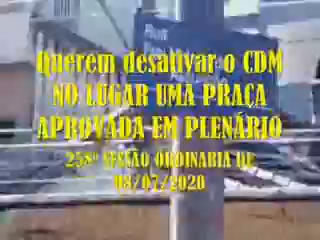 Querem desativar o CDM
NO LUGAR UMA PRAÇA
APROVADA EM PLENÁRIO
258ª SESSÃO ORDINARIA DE
08/07/2020